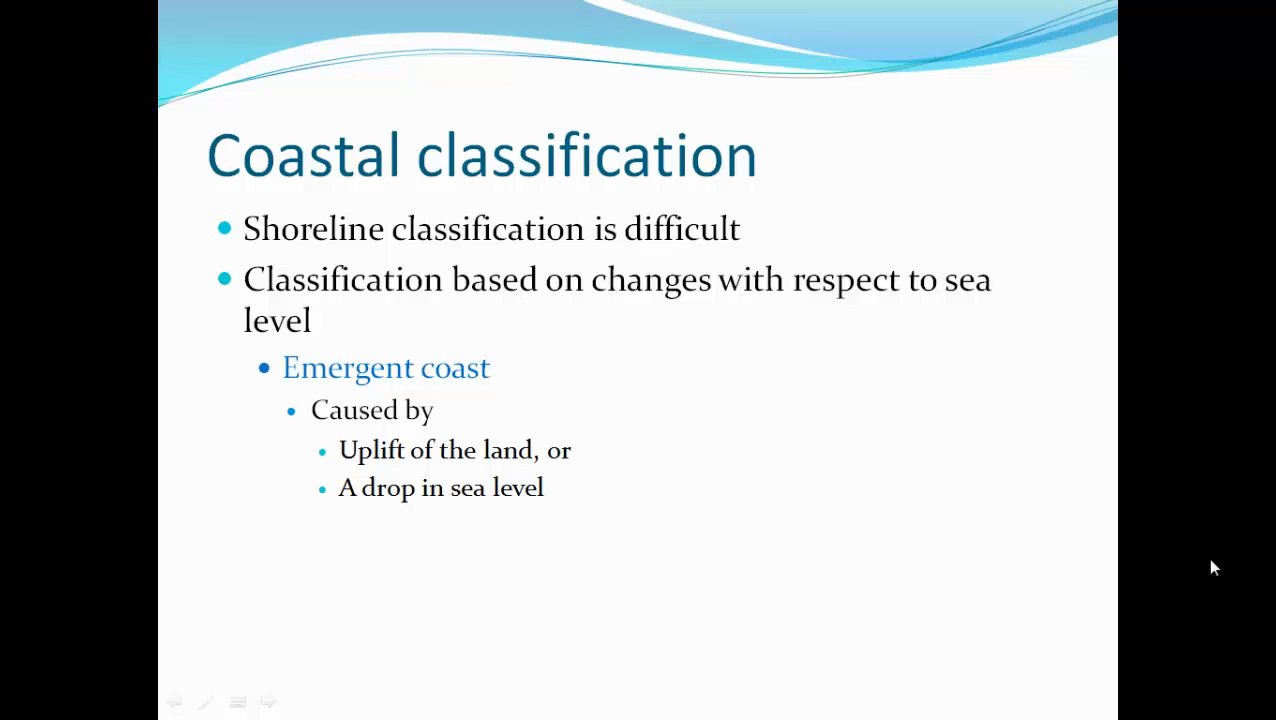 Coastal classification
Shoreline classification is difficult
Classification based on changes with respect to sea
level
Emergent coast
Caused by
Uplift of the land, or
A drop in sea level